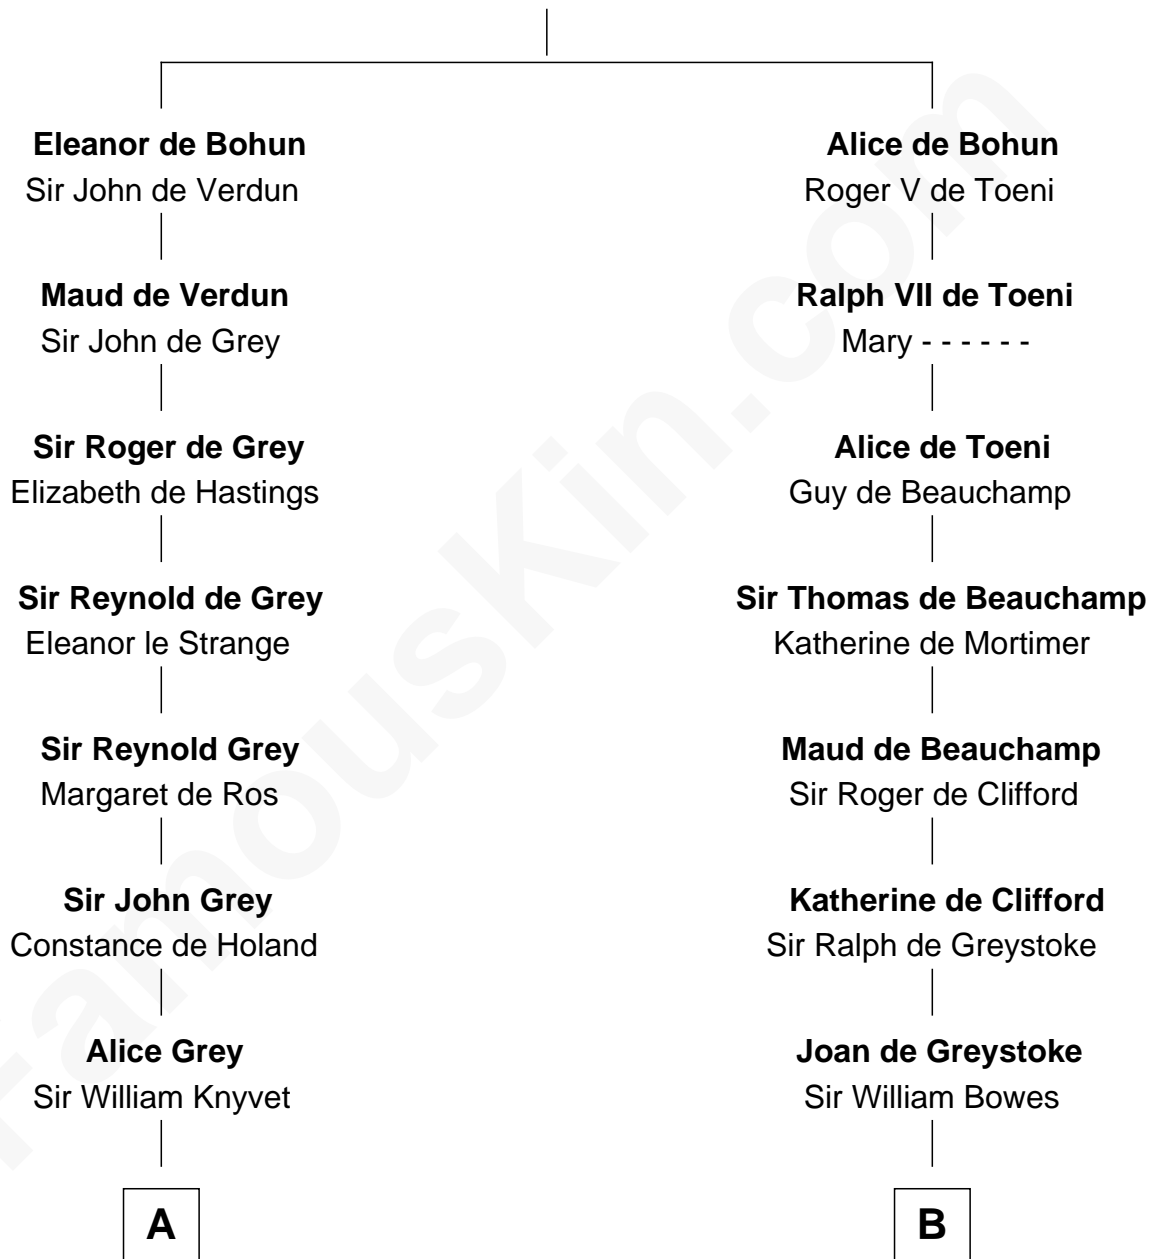 Eleanor de Bohun
Sir John de Verdun
Maud de Verdun
Sir John de Grey
Sir Roger de Grey
Elizabeth de Hastings
Sir Reynold de Grey
Eleanor le Strange
Sir Reynold Grey
Margaret de Ros
Sir John Grey
Constance de Holand
Alice Grey
Sir William Knyvet
A
Alice de Bohun
Roger V de Toeni
Ralph VII de Toeni
Mary - - - - - -
Alice de Toeni
Guy de Beauchamp
Sir Thomas de Beauchamp
Katherine de Mortimer
Maud de Beauchamp
Sir Roger de Clifford
Katherine de Clifford
Sir Ralph de Greystoke
Joan de Greystoke
Sir William Bowes
B
FamousKin.com